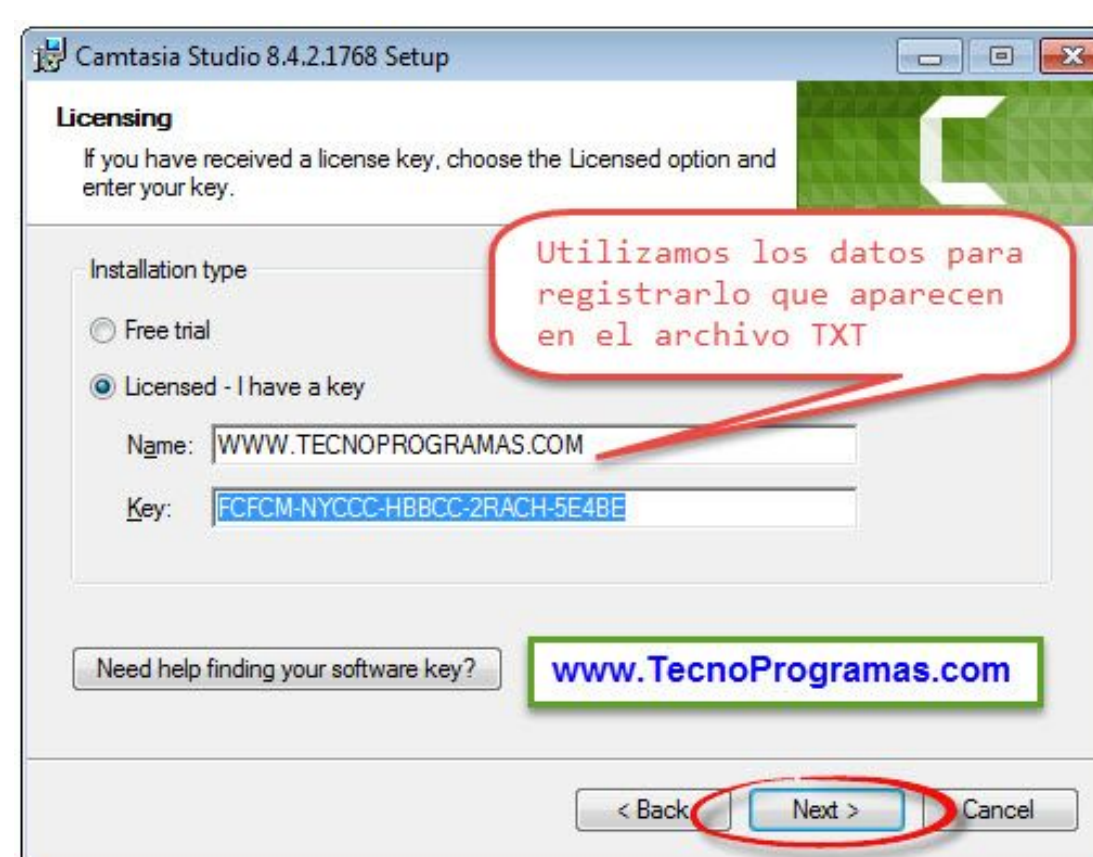 Camtasia Studio 8.4.2.1768 Setup
Licensing
If you have received a license key, choose the Licensed option and
enter your key.
Utilizamos los datos para
registrarlo que aparecen
en el archivo TXT
Installation type
Free trial
Licensed - I have a key
Name: WWW.TECNOPROGRAMAS.COM
Key: FCFCM-NYCCC-HBBCC-2RACH-5E4BE
Need help finding your software key?
www.TecnoProgramas.com
< Back
Next >
Cancel